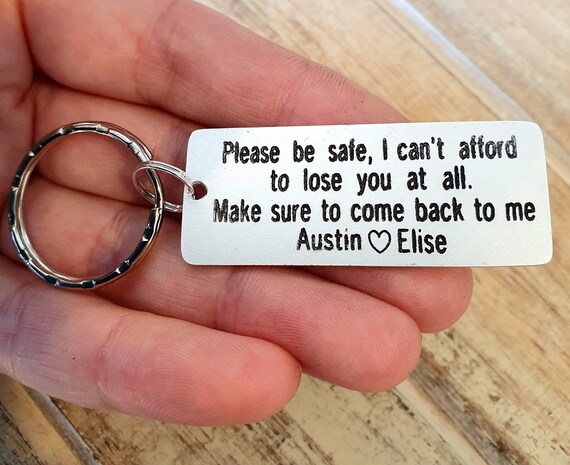 Please be safe, I can't afford
to lose you at all.
Make sure to come back to me
Austin ♡ Elise